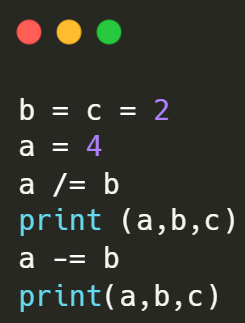 b = c = 2
a = 4
a /= b
print (a,b,c)
a -= b
print(a,b,c)